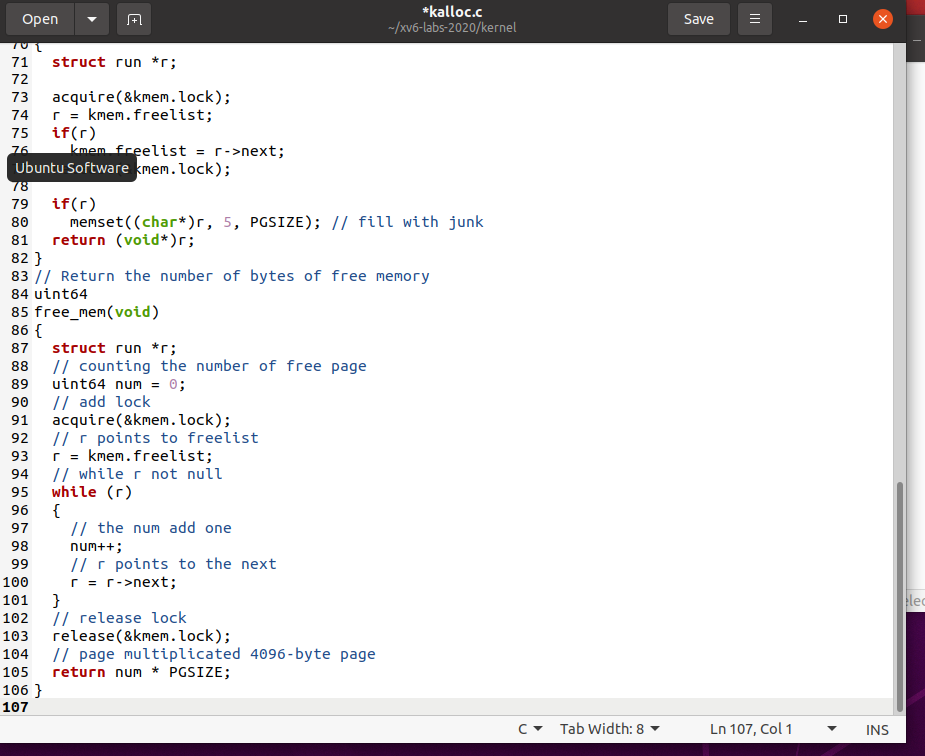 Open
*kalloc.c
~/xv6-labs-2020/kernel
Save
70 {
71 struct run *r;
72
73 acquire(&kmem.lock);
74 r = kmem.freelist;
75 if(r)
76 kmem.freelist = r->next;
Ubuntu Software
kmem.lock);
78
79 if(r)
80 memset((char*)r, 5, PGSIZE); // fill with junk
81 return (void*)r;
82 }
83 // Return the number of bytes of free memory
84 uint64
85 free_mem(void)
86 {
87 struct run *r;
88 // counting the number of free page
89 uint64 num = 0;
90 // add lock
91 acquire(&kmem.lock);
92 // r points to freelist
93 r = kmem.freelist;
94 // while r not null
95 while (r)
96 {
97 // the num add one
98 num++;
99 // r points to the next
100 r = r->next;
101 }
102 // release lock
103 release(&kmem.lock);
104 // page multiplicated 4096-byte page
105 return num * PGSIZE;
106 }
107
C
Tab Width: 8
Ln 107, Col 1
INS